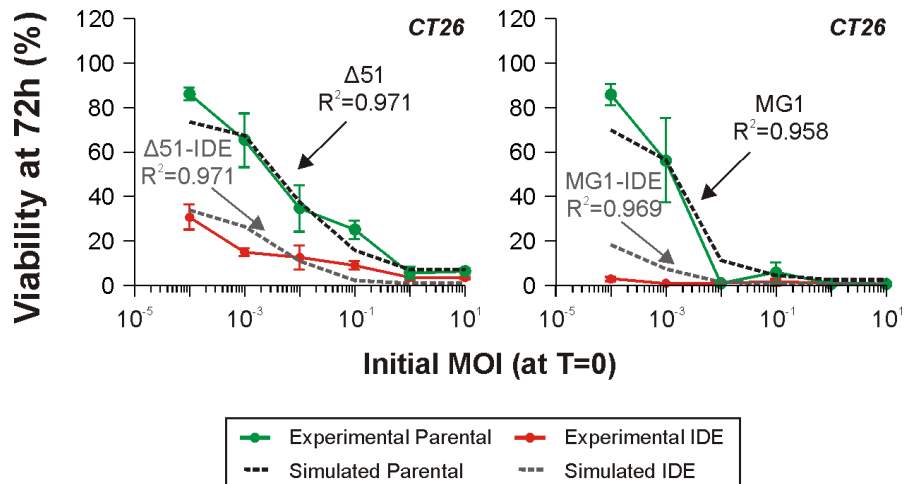 Viability at 72h (%)
120
100
80
60
40
20
0
CT26
Δ51
R²=0.971
Δ51-IDE
R²=0.971
10⁻⁵
10⁻³
10⁻¹
10¹
120
100
80
60
40
20
0
CT26
MG1
R²=0.958
MG1-IDE
R²=0.969
10⁻⁵
10⁻³
10⁻¹
10¹
Initial MOI (at T=0)
Experimental Parental
Experimental IDE
Simulated Parental
Simulated IDE